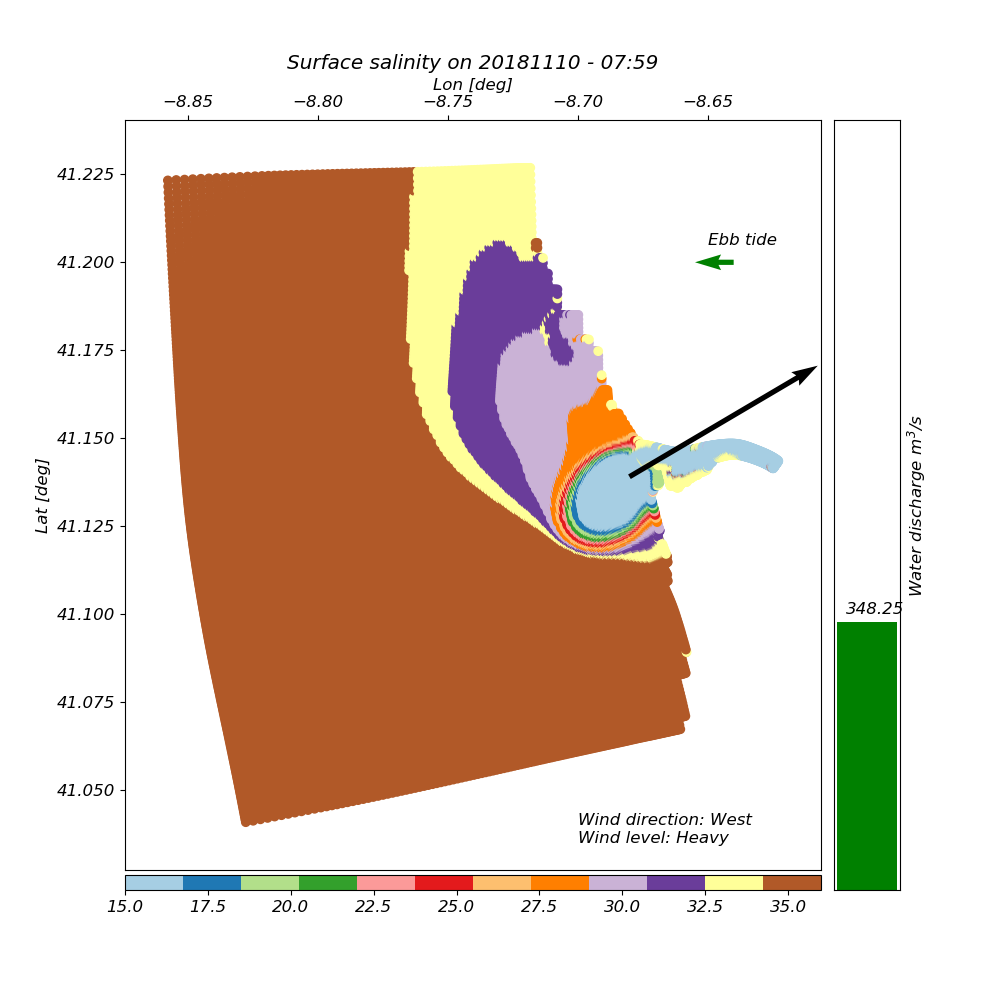 Surface salinity on 20181110 - 07:59
Lon [deg]
−8.85 −8.80 −8.75 −8.70 −8.65
41.225
41.200
41.175
41.150
41.125
41.100
41.075
41.050
Lat [deg]
Ebb tide
Wind direction: West
Wind level: Heavy
348.25
Water discharge m³/s
15.0 17.5 20.0 22.5 25.0 27.5 30.0 32.5 35.0